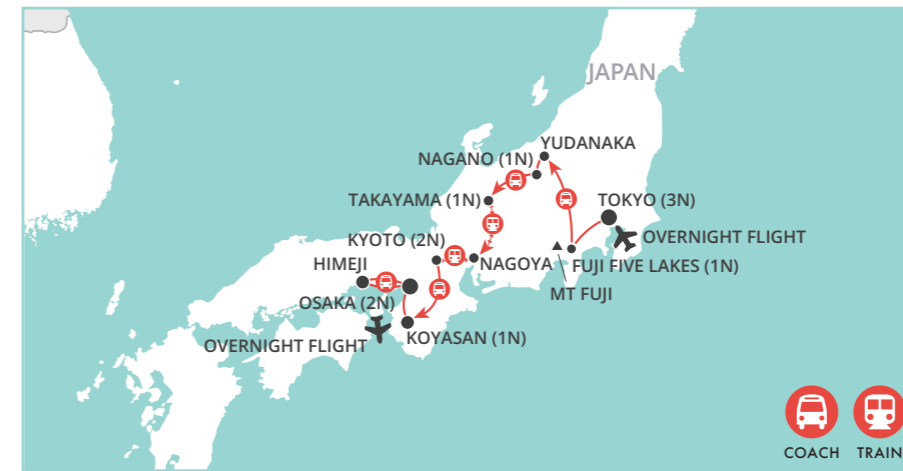 JAPAN
YUDANAKA
NAGANO (1N)
TAKAYAMA (1N)
TOKYO (3N)
KYOTO (2N)
OVERNIGHT FLIGHT
HIMEJI
NAGOYA
FUJI FIVE LAKES (1N)
MT FUJI
OSAKA (2N)
KOYASAN (1N)
OVERNIGHT FLIGHT
COACH
TRAIN